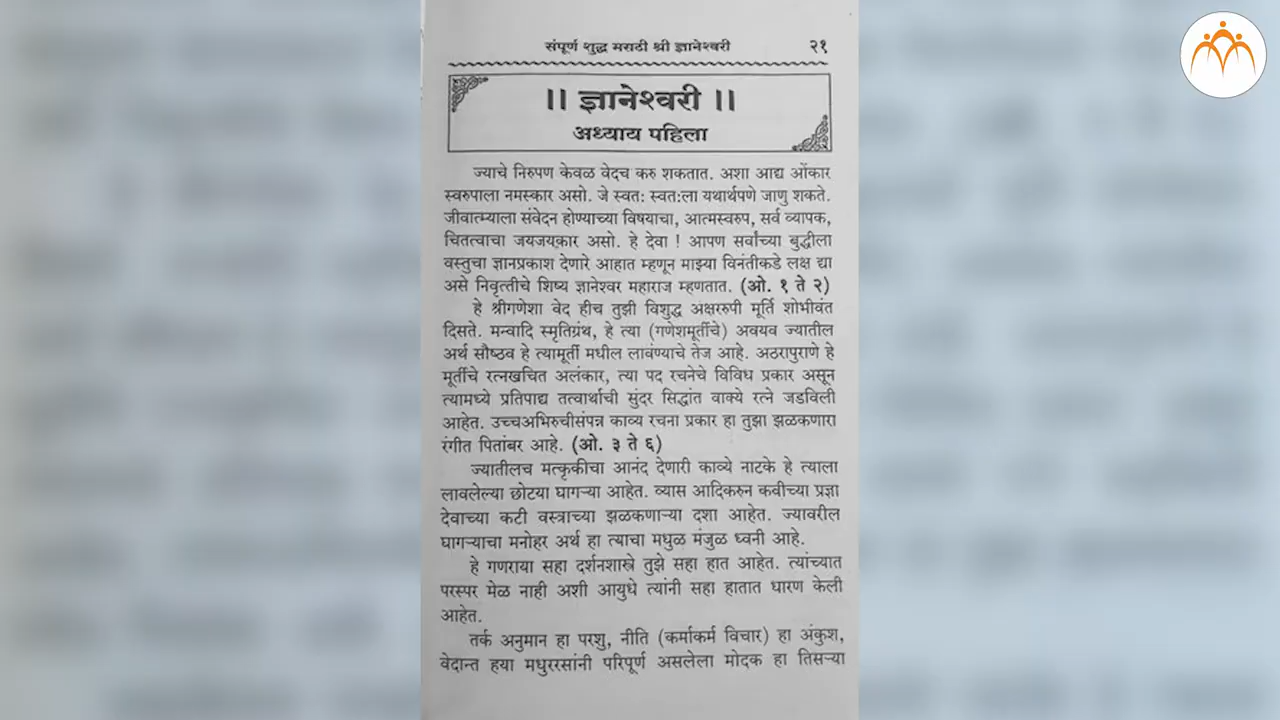 संपूर्ण शुद्ध मराठी श्री ज्ञानेश्वरी २१
॥ ज्ञानेश्वरी ॥
अध्याय पहिला
ज्याचे निरुपण केवळ वेदच करु शकतात. अशा आद्य ओंकार
स्वरुपाला नमस्कार असो. जे स्वत: स्वत:ला यथार्थपणे जाणु शकते.
जीवात्म्याला संवेदन होण्याच्या विषयाचा, आत्मस्वरुप, सर्व व्यापक,
चितत्वाचा जयजयकार असो. हे देवा ! आपण सर्वांच्या बुद्धीला
वस्तुचा ज्ञानप्रकाश देणारे आहात म्हणून माझ्या विनंतीकडे लक्ष द्या
असे निवृत्तीचे शिष्य ज्ञानेश्वर महाराज म्हणतात. (ओ. १ ते २)
हे श्रीगणेशा वेद हीच तुझी विशुद्ध अक्षररुपी मूर्ति शोभीवंत
दिसते. मन्वादि स्मृतिग्रंथ, हे त्या (गणेशमूर्तीचे) अवयव ज्यातील
अर्थ सौष्ठव हे त्यामूर्ती मधील लावंण्याचे तेज आहे. अठरापुराणे हे
मूर्तीचे रत्नखचित अलंकार, त्या पद रचनेचे विविध प्रकार असून
त्यामध्ये प्रतिपाद्य तत्वार्थाची सुंदर सिद्धांत वाक्ये रत्ने जडविली
आहेत. उच्चअभिरुचीसंपन्न काव्य रचना प्रकार हा तुझा झळकणारा
रंगीत पितांबर आहे. (ओ. ३ ते ६)
ज्यातीलच मत्कृकीचा आनंद देणारी काव्ये नाटके हे त्याला
लावलेल्या छोटया घागऱ्या आहेत. व्यास आदिकरुन कवीच्या प्रज्ञा
देवाच्या कटी वस्त्राच्या झळकणाऱ्या दशा आहेत. ज्यावरील
घागऱ्याचा मनोहर अर्थ हा त्याचा मधुळ मंजुळ ध्वनी आहे.
हे गणराया सहा दर्शनशास्त्रे तुझे सहा हात आहेत. त्यांच्यात
परस्पर मेळ नाही अशी आयुधे त्यांनी सहा हातात धारण केली
आहेत.
तर्क अनुमान हा परशु, नीति (कर्माकर्म विचार) हा अंकुश,
वेदान्त हया मधुररसांनी परिपूर्ण असलेला मोदक हा तिसऱ्या